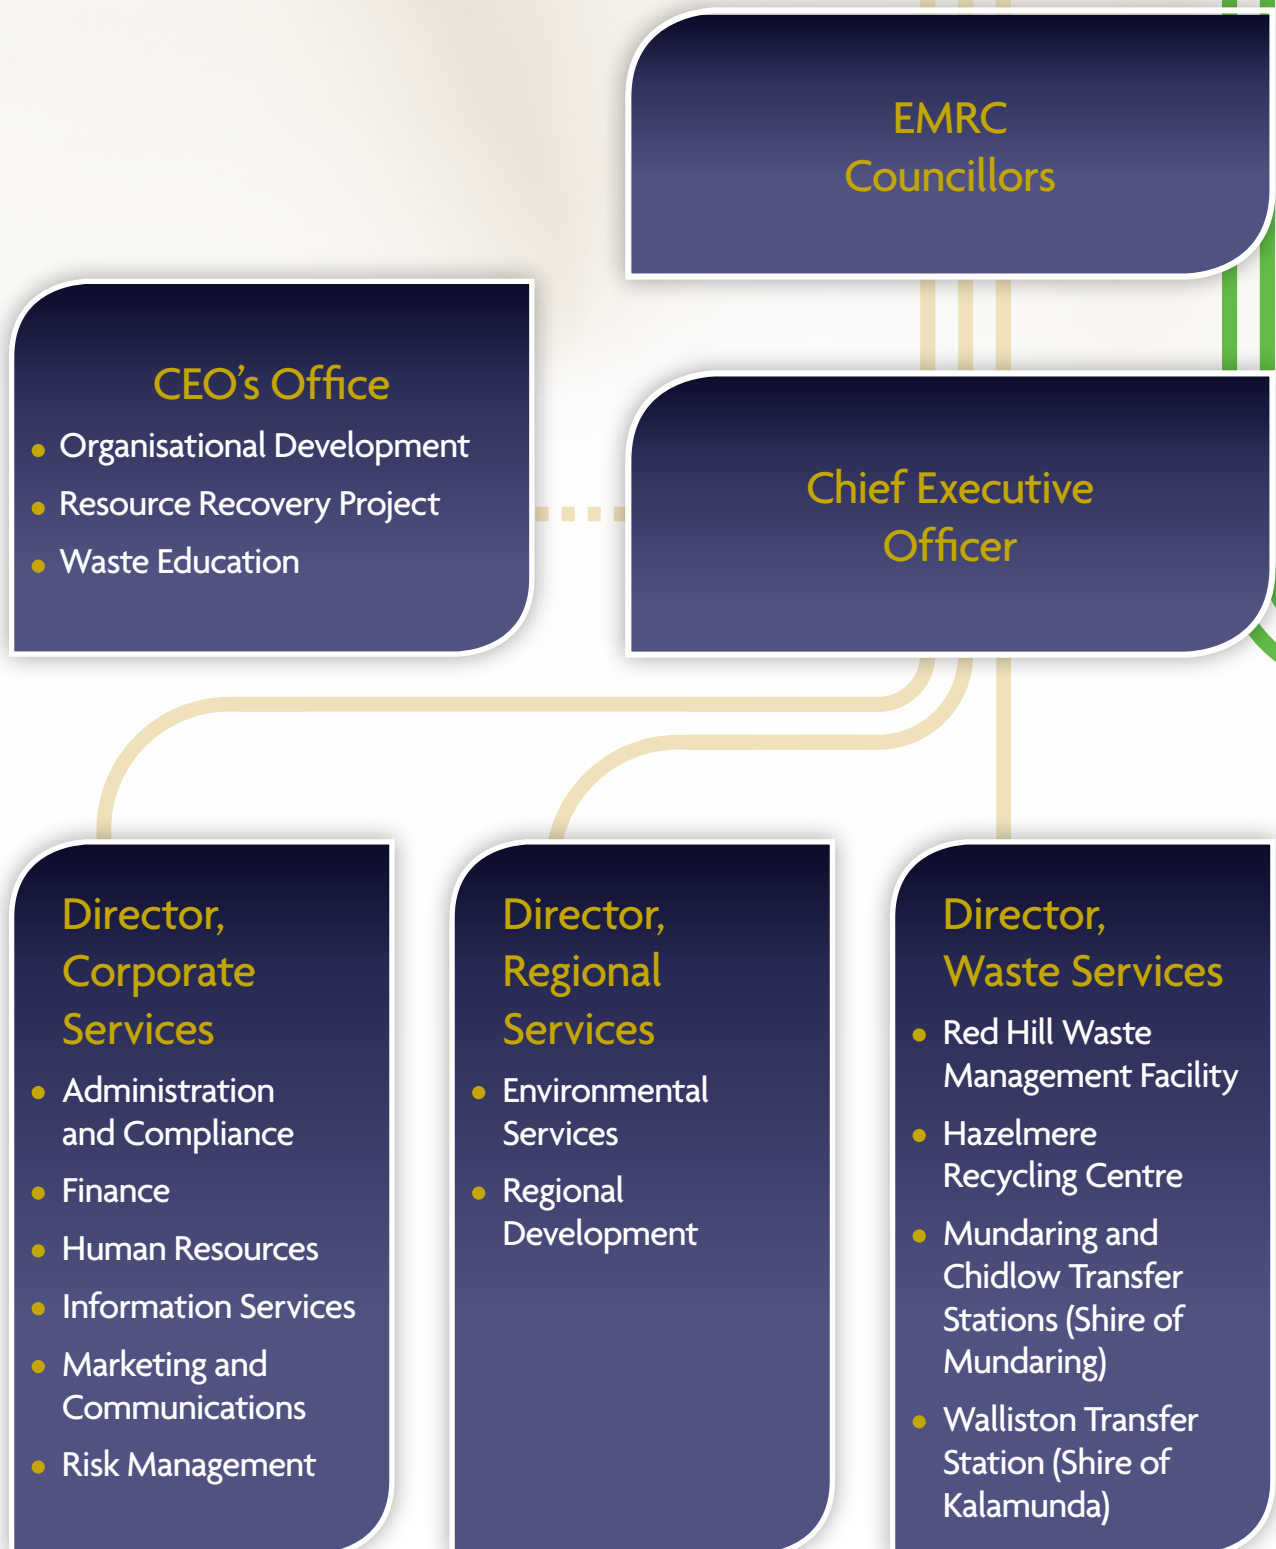 EMRC
Councillors
CEO’s Office
• Organisational Development
• Resource Recovery Project
• Waste Education
Chief Executive
Officer
Director,
Corporate
Services
• Administration
and Compliance
• Finance
• Human Resources
• Information Services
• Marketing and
Communications
• Risk Management
Director,
Regional
Services
• Environmental
Services
• Regional
Development
Director,
Waste Services
• Red Hill Waste
Management Facility
• Hazelmere
Recycling Centre
• Mundaring and
Chidlow Transfer
Stations (Shire of
Mundaring)
• Walliston Transfer
Station (Shire of
Kalamunda)